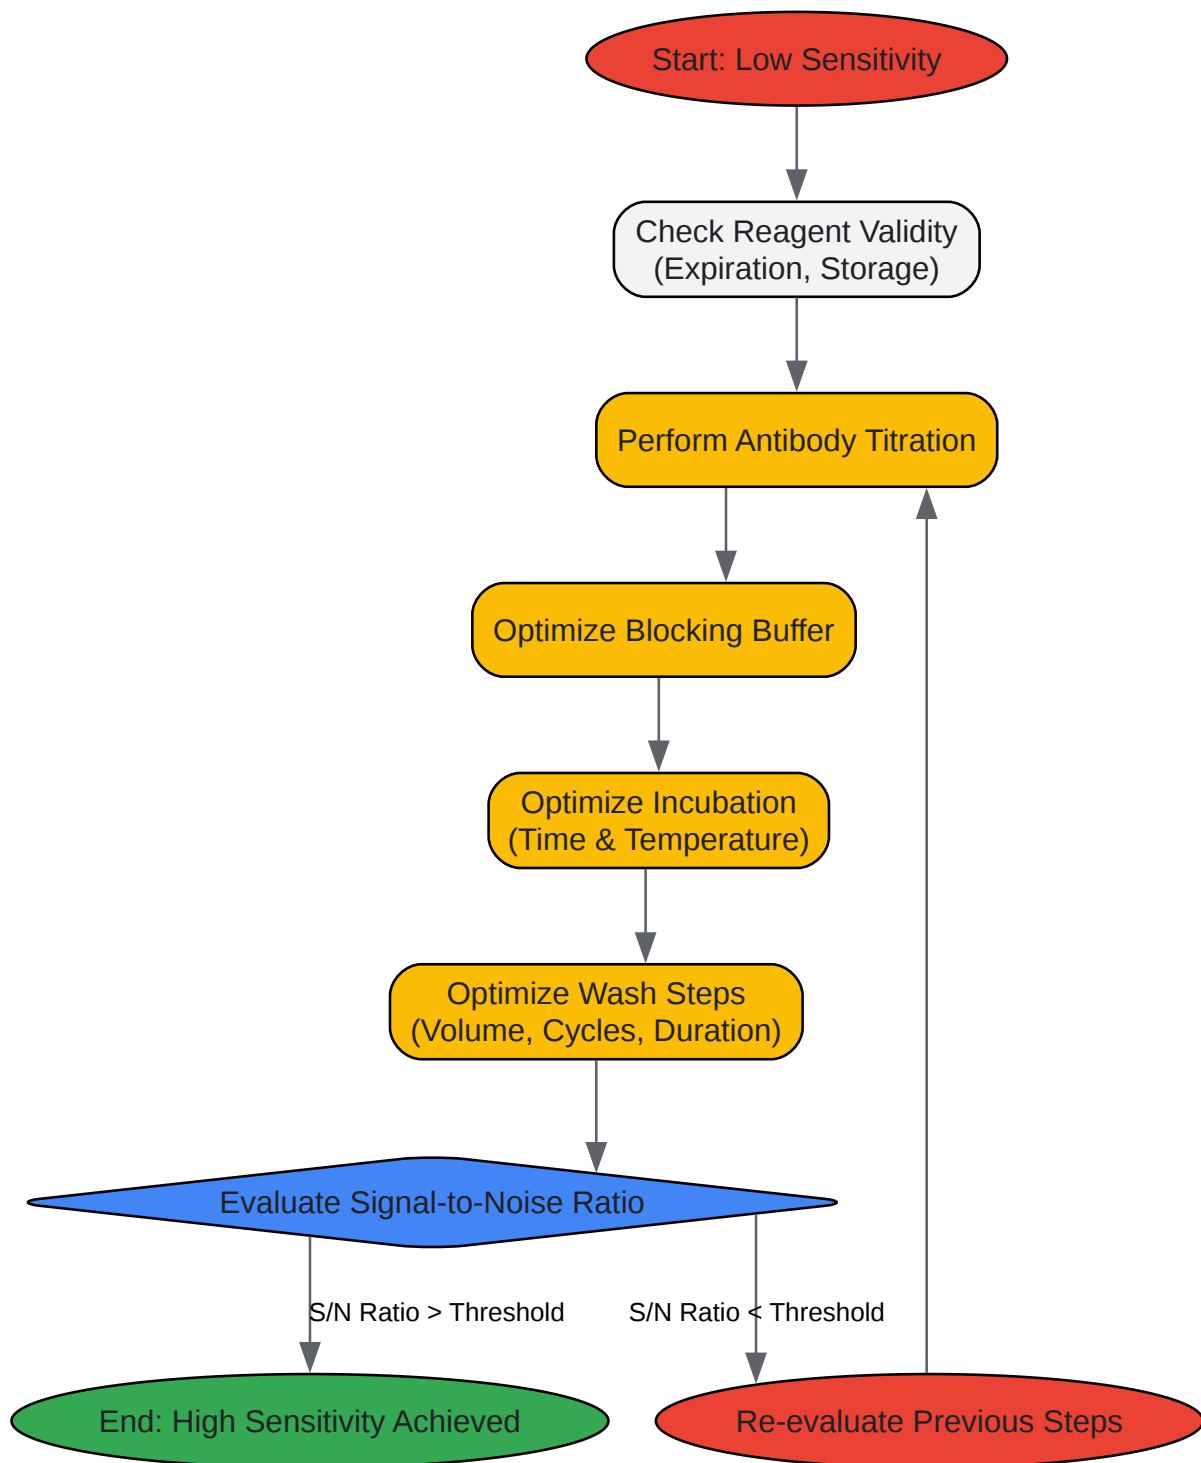 Start: Low Sensitivity
Check Reagent Validity
(Expiration, Storage)
Perform Antibody Titration
Optimize Blocking Buffer
Optimize Incubation
(Time & Temperature)
Optimize Wash Steps
(Volume, Cycles, Duration)
Evaluate Signal-to-Noise Ratio
S/N Ratio > Threshold
S/N Ratio < Threshold
End: High Sensitivity Achieved
Re-evaluate Previous Steps